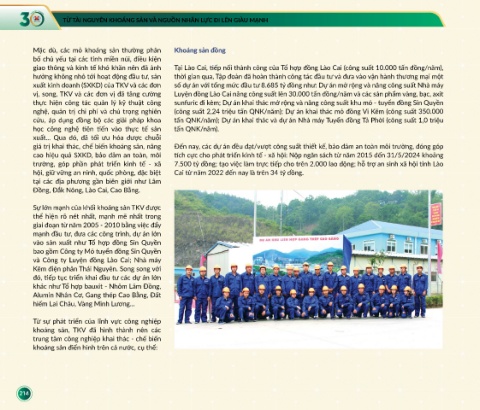 30
TỪ TÀI NGUYÊN KHOÁNG SẢN VÀ NGUỒN NHÂN LỰC ĐI LÊN GIÀU MẠNH
Mặc dù, các mỏ khoáng sản thường phân
bố chủ yếu tại các tỉnh miền núi, điều kiện
giao thông và kinh tế khó khăn nên đã ảnh
hưởng không nhỏ tới hoạt động đầu tư, sản
xuất kinh doanh (SXKD) của TKV và các đơn
vị, song, TKV và các đơn vị đã tăng cường
thực hiện công tác quản lý kỹ thuật công
nghệ, quản trị chi phí và chú trọng nghiên
cứu, áp dụng đồng bộ các giải pháp khoa
học công nghệ tiên tiến vào thực tế sản
xuất... Qua đó, đã tối ưu hóa được chuỗi
giá trị khai thác, chế biến khoáng sản, nâng
cao hiệu quả SXKD, bảo đảm an toàn, môi
trường, góp phần phát triển kinh tế - xã
hội, giữ vững an ninh, quốc phòng, đặc biệt
tại các địa phương gần biên giới như Lâm
Đồng, Đắk Nông, Lào Cai, Cao Bằng.
Sự lớn mạnh của khối khoáng sản TKV được
thể hiện rõ nét nhất, mạnh mẽ nhất trong
giai đoạn từ năm 2005 - 2010 bằng việc đẩy
mạnh đầu tư, đưa các công trình, dự án lớn
vào sản xuất như Tổ hợp đồng Sin Quyền
bao gồm Công ty Mỏ tuyển đồng Sin Quyền
và Công ty Luyện đồng Lào Cai; Nhà máy
Kẽm điện phân Thái Nguyên. Song song với
đó, tiếp tục triển khai đầu tư các dự án lớn
khác như Tổ hợp bauxit - Nhôm Lâm Đồng,
Alumin Nhân Cơ, Gang thép Cao Bằng, Đất
hiếm Lai Châu, Vàng Minh Lương...
Từ sự phát triển của lĩnh vực công nghiệp
khoáng sản, TKV đã hình thành nên các
trung tâm công nghiệp khai thác - chế biến
khoáng sản điển hình trên cả nước, cụ thể:
Khoáng sản đồng
Tại Lào Cai, tiếp nối thành công của Tổ hợp đồng Lào Cai (công suất 10.000 tấn đồng/năm),
thời gian qua, Tập đoàn đã hoàn thành công tác đầu tư và đưa vào vận hành thương mại một
số dự án với tổng mức đầu tư 8.685 tỷ đồng như: Dự án mở rộng và nâng công suất Nhà máy
Luyện đồng Lào Cai nâng công suất lên 30.000 tấn đồng/năm và các sản phẩm vàng, bạc, axít
sunfuric đi kèm; Dự án khai thác mở rộng và nâng công suất khu mỏ - tuyển đồng Sin Quyền
(công suất 2,24 triệu tấn QNK/năm); Dự án khai thác mỏ đồng Vi Kẽm (công suất 350.000
tấn QNK/năm); Dự án khai thác và dự án Nhà máy Tuyển đồng Tả Phời (công suất 1,0 triệu
tấn QNK/năm).
Đến nay, các dự án đều đạt/vượt công suất thiết kế, bảo đảm an toàn môi trường, đóng góp
tích cực cho phát triển kinh tế - xã hội: Nộp ngân sách từ năm 2015 đến 31/5/2024 khoảng
7.500 tỷ đồng; tạo việc làm trực tiếp cho trên 2.000 lao động; hỗ trợ an sinh xã hội tỉnh Lào
Cai từ năm 2022 đến nay là trên 34 tỷ đồng.
214